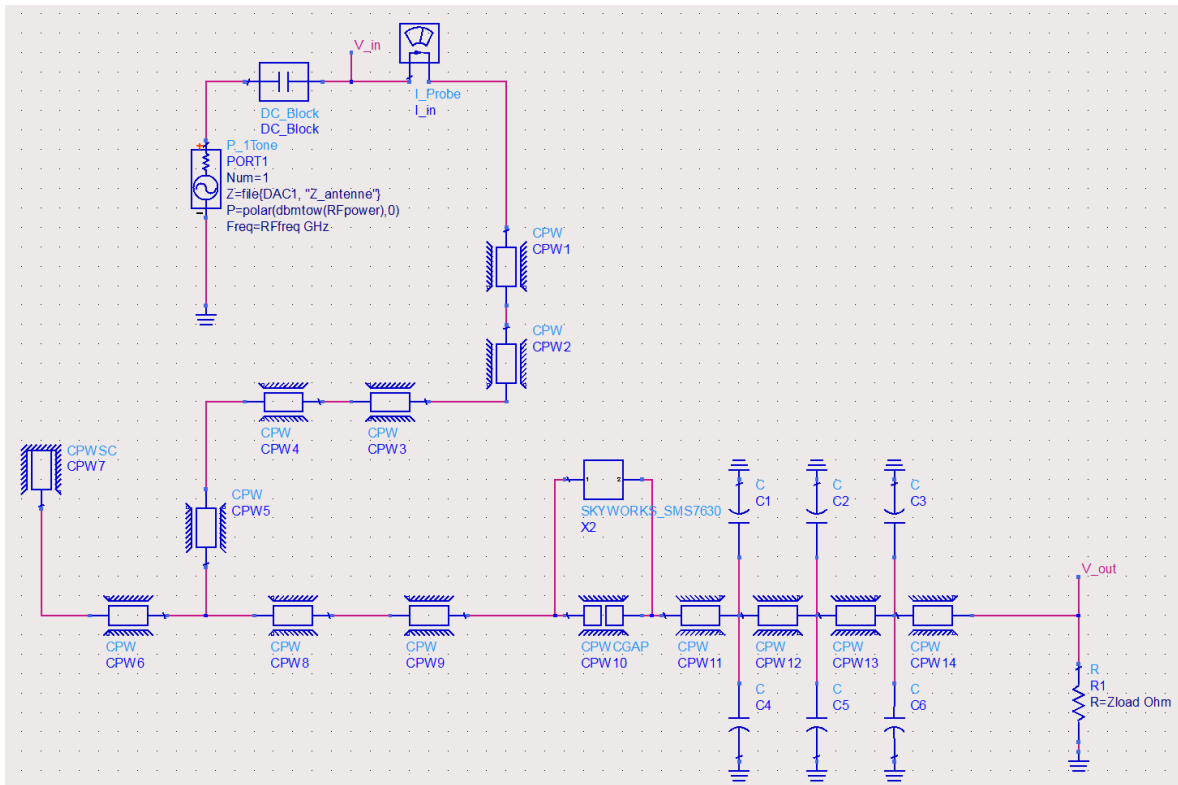 V_in
I_Probe
I_in
DC_Block
DC_Block
P_1Tone
PORT1
Num=1
Z=file{DAC1, "Z_antenne"}
P=polar(dbmtow(RFpower),0)
Freq=RFfreq GHz
+
-
CPW
CPW1
CPW
CPW2
CPW
CPW4
CPW
CPW3
CPWSC
CPW7
CPW
CPW5
1
2
SKYWORKS_SMS7630
X2
C
C1
C
C2
C
C3
V_out
CPW
CPW6
CPW
CPW8
CPW
CPW9
CPWCGAP
CPW10
CPW
CPW11
CPW
CPW12
CPW
CPW13
CPW
CPW14
C
C4
C
C5
C
C6
R
R1
R=Zload Ohm